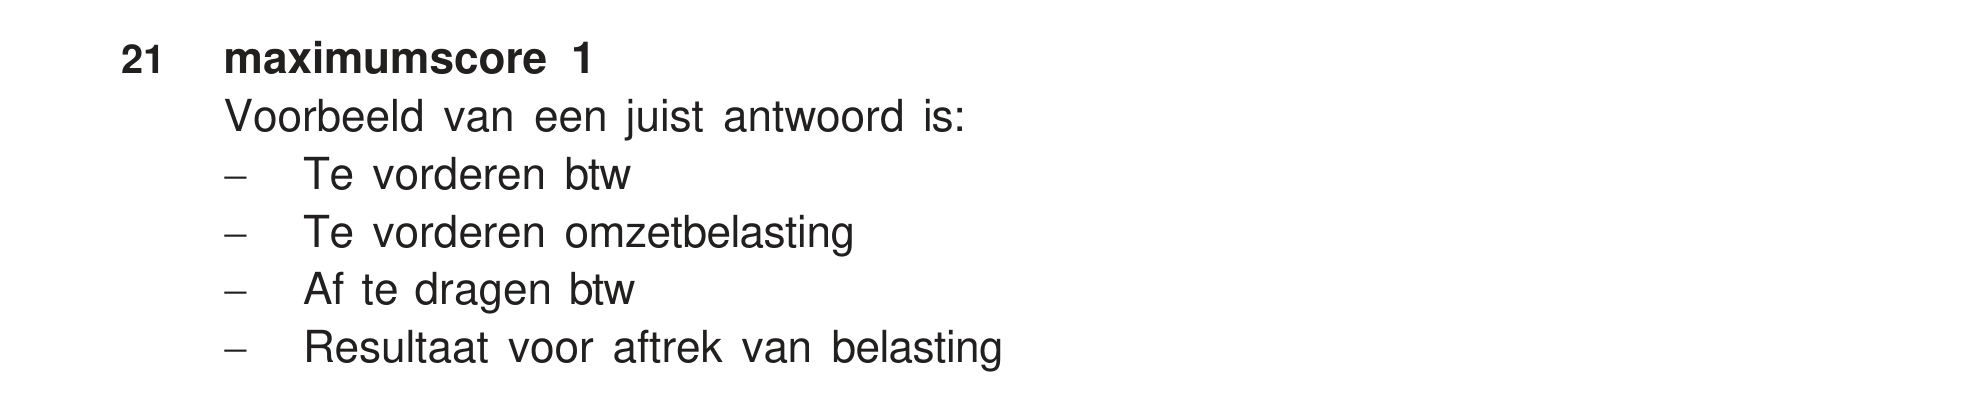 21 maximumscore 1
Voorbeeld van een juist antwoord is:
– Te vorderen btw
– Te vorderen omzetbelasting
– Af te dragen btw
– Resultaat voor aftrek van belasting